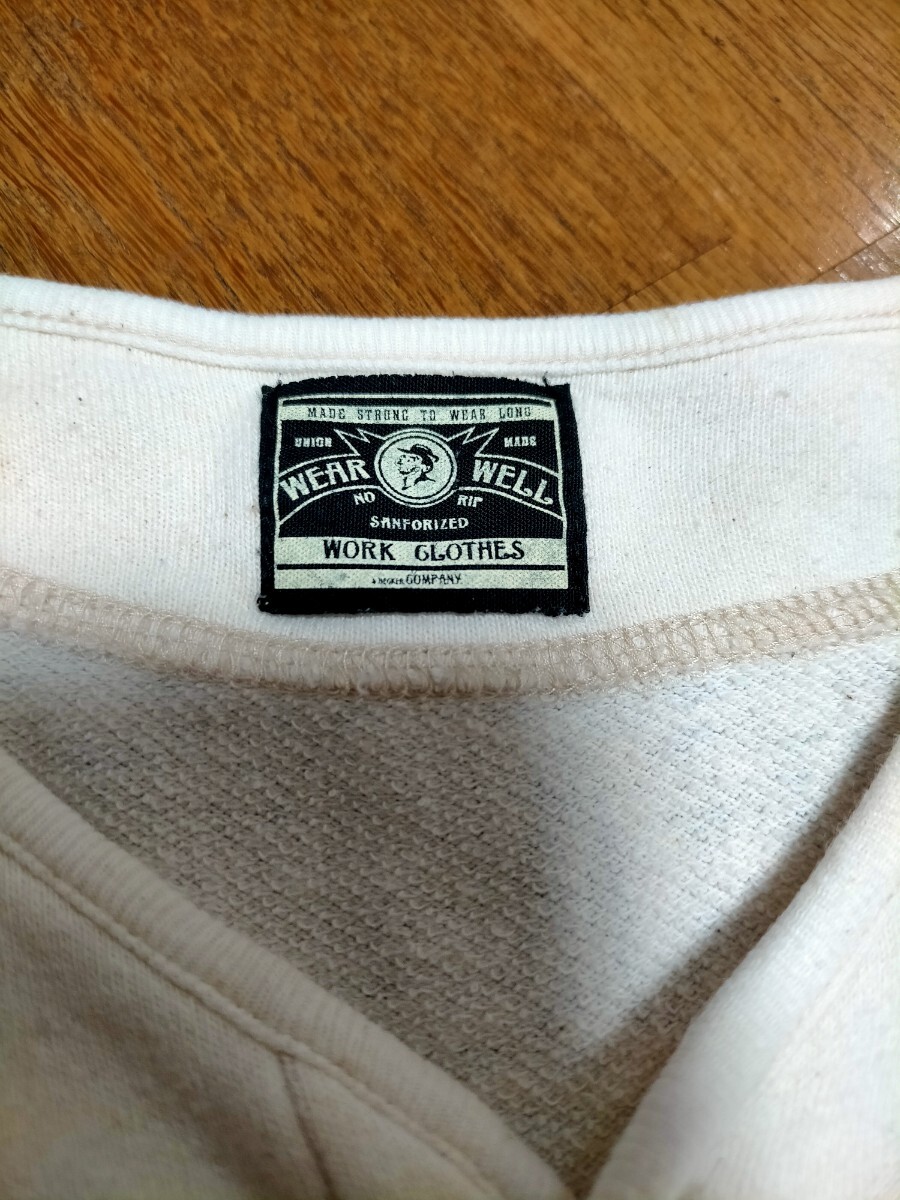 MADE STRONG TO WEAR LONG
UNION MADE
WEAR WELL
NO RIP
SANFORIZED
WORK CLOTHES
COMPANY